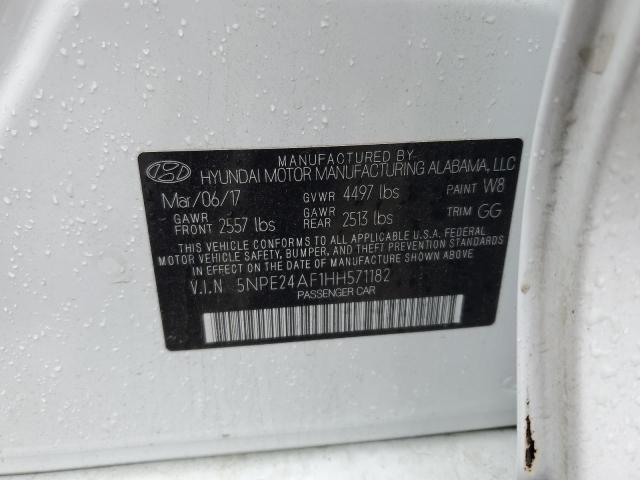 MANUFACTURED BY
HYUNDAI MOTOR MANUFACTURING ALABAMA, LLC
Mar/06/17 GVWR 4497 lbs PAINT W8
GAWR FRONT 2557 lbs GAWR REAR 2513 lbs TRIM GG
THIS VEHICLE CONFORMS TO ALL APPLICABLE U.S.A. FEDERAL
MOTOR VEHICLE SAFETY, BUMPER, AND THEFT PREVENTION STANDARDS
IN EFFECT ON THE DATE OF MANUFACTURE SHOWN ABOVE.
V.I.N 5NPE24AF1HH571182
PASSENGER CAR